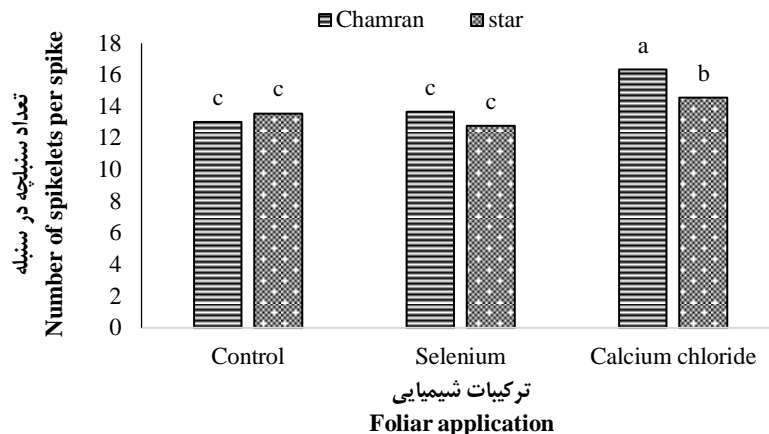 Chamran star
تعداد سنبلچه در سنبله
Number of spikelets per spike
18
16
14
12
10
8
6
4
2
0
c c c c a b
Control Selenium Calcium chloride
ترکیبات شیمیایی
Foliar application